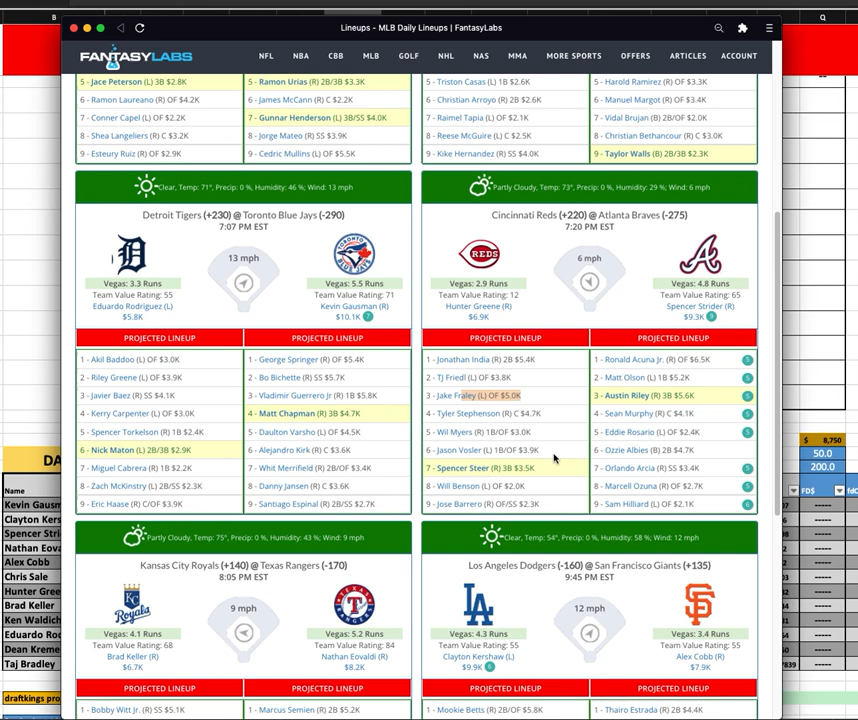 B
Q
Lineups - MLB Daily Lineups | FantasyLabs
FANTASYLABS
NFL NBA CBB MLB GOLF NHL NAS MMA MORE SPORTS OFFERS ARTICLES ACCOUNT
5 - Jace Peterson (L) 3B $2.8K
6 - Ramon Laureano (R) OF $4.2K
7 - Conner Capel (L) OF $2.2K
8 - Shea Langeliers (R) C $3.2K
9 - Esteury Ruiz (R) OF $2.9K
5 - Ramon Urias (R) 2B/3B $3.3K
6 - James McCann (R) C $2.2K
7 - Gunnar Henderson (L) 3B/SS $4.0K
8 - Jorge Mateo (R) SS $3.9K
9 - Cedric Mullins (L) OF $5.5K
5 - Triston Casas (L) 1B $2.6K
6 - Christian Arroyo (R) 2B $2.6K
7 - Raimel Tapia (L) OF $2.1K
8 - Reese McGuire (L) C $2.5K
9 - Kike Hernandez (R) SS $4.0K
5 - Harold Ramirez (R) OF $3.3K
6 - Manuel Margot (R) OF $3.4K
7 - Vidal Brujan (B) 2B/OF $2.0K
8 - Christian Bethancourt (R) C $3.0K
9 - Taylor Walls (B) 2B/3B $2.3K
Clear, Temp: 71°, Precip: 0 %, Humidity: 46 %; Wind: 13 mph
Detroit Tigers (+230) @ Toronto Blue Jays (-290)
7:07 PM EST
13 mph
TORONTO
BLUE JAYS
Vegas: 3.3 Runs
Team Value Rating: 55
Eduardo Rodriguez (L)
$5.8K
Vegas: 5.5 Runs
Team Value Rating: 71
Kevin Gausman (R)
$10.1K 7
PROJECTED LINEUP
PROJECTED LINEUP
1 - Akil Baddoo (L) OF $3.0K
2 - Riley Greene (L) OF $3.9K
3 - Javier Baez (R) SS $4.1K
4 - Kerry Carpenter (L) OF $3.0K
5 - Spencer Torkelson (R) 1B $2.4K
6 - Nick Maton (L) 2B/3B $2.9K
7 - Miguel Cabrera (R) 1B $2.2K
8 - Zach McKinstry (L) 2B/SS $2.3K
9 - Eric Haase (R) C/OF $3.9K
1 - George Springer (R) OF $5.4K
2 - Bo Bichette (R) SS $5.7K
3 - Vladimir Guerrero Jr (R) 1B $5.8K
4 - Matt Chapman (R) 3B $4.7K
5 - Daulton Varsho (L) OF $4.5K
6 - Alejandro Kirk (R) C $3.6K
7 - Whit Merrifield (R) 2B/OF $3.4K
8 - Danny Jansen (R) C $3.6K
9 - Santiago Espinal (R) 2B/SS $2.7K
Partly Cloudy, Temp: 73°, Precip: 0 %, Humidity: 29 %; Wind: 6 mph
Cincinnati Reds (+220) @ Atlanta Braves (-275)
7:20 PM EST
REDS
6 mph
Vegas: 2.9 Runs
Team Value Rating: 12
Hunter Greene (R)
$6.9K
Vegas: 4.8 Runs
Team Value Rating: 65
Spencer Strider (R)
$9.3K 9
PROJECTED LINEUP
PROJECTED LINEUP
1 - Jonathan India (R) 2B $5.4K
2 - TJ Friedl (L) OF $3.8K
3 - Jake Fraley (L) OF $5.0K
4 - Tyler Stephenson (R) C $4.7K
5 - Wil Myers (R) 1B/OF $3.0K
6 - Jason Vosler (L) 1B/OF $3.9K
7 - Spencer Steer (R) 3B $3.5K
8 - Will Benson (L) OF $2.0K
9 - Jose Barrero (R) OF/SS $2.3K
1 - Ronald Acuna Jr. (R) OF $6.5K 5
2 - Matt Olson (L) 1B $5.2K 5
3 - Austin Riley (R) 3B $5.6K 5
4 - Sean Murphy (R) C $4.1K 5
5 - Eddie Rosario (L) OF $2.4K 5
6 - Ozzie Albies (B) 2B $4.7K
7 - Orlando Arcia (R) SS $3.4K 5
8 - Marcell Ozuna (R) OF $2.7K 5
9 - Sam Hilliard (L) OF $2.1K 6
Partly Cloudy, Temp: 75°, Precip: 0 %, Humidity: 43 %; Wind: 9 mph
Kansas City Royals (+140) @ Texas Rangers (-170)
8:05 PM EST
KC
Royals
9 mph
Vegas: 4.1 Runs
Team Value Rating: 68
Brad Keller (R)
$6.7K
Vegas: 5.2 Runs
Team Value Rating: 84
Nathan Eovaldi (R)
$8.2K
PROJECTED LINEUP
PROJECTED LINEUP
1 - Bobby Witt Jr. (R) SS $5.1K
1 - Marcus Semien (R) 2B $5.2K
Clear, Temp: 54°, Precip: 0 %, Humidity: 58 %; Wind: 12 mph
Los Angeles Dodgers (-160) @ San Francisco Giants (+135)
9:45 PM EST
LA
12 mph
SF
Vegas: 4.3 Runs
Team Value Rating: 55
Clayton Kershaw (L)
$9.9K 6
Vegas: 3.4 Runs
Team Value Rating: 55
Alex Cobb (R)
$7.9K
PROJECTED LINEUP
PROJECTED LINEUP
1 - Mookie Betts (R) 2B/OF $5.8K
1 - Thairo Estrada (R) 2B $4.4K
DA
Name
Kevin Gausm
Clayton Kers
Spencer Strid
Nathan Eova
Alex Cobb
Chris Sale
Hunter Gree
Brad Keller
Ken Waldich
Eduardo Rod
Dean Kreme
Taj Bradley
draftkings pro
$ 8,750
50.0
200.0
FD$